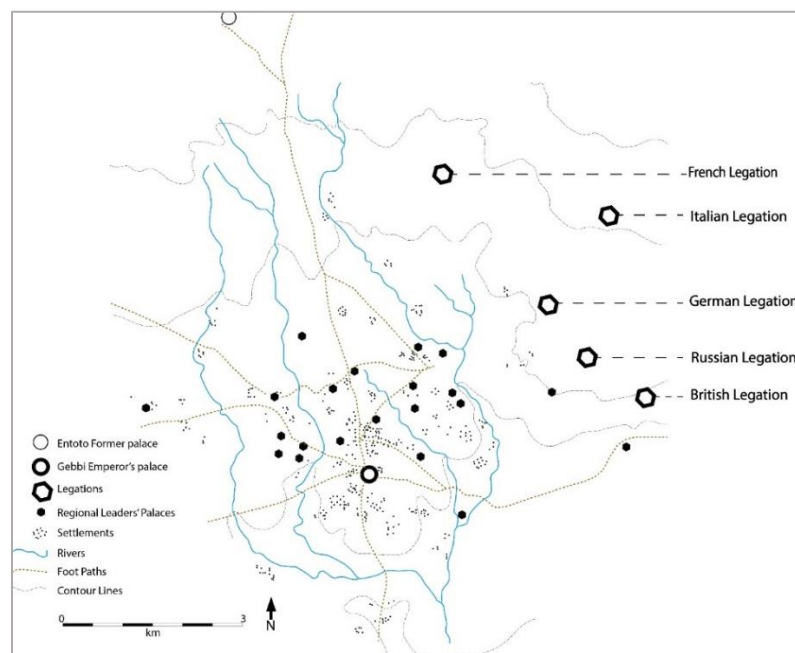 French Legation
Italian Legation
German Legation
Russian Legation
British Legation
Entoto Former palace
Gebbi Emperor's palace
Legations
Regional Leaders' Palaces
Settlements
Rivers
Foot Paths
Contour Lines
0 3
km
N